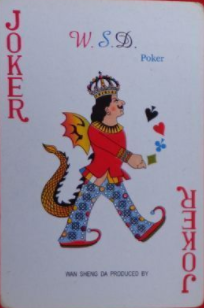 JOKER
W. S. D.
Poker
WAN SHENG DA PRODUCED BY
JOKER